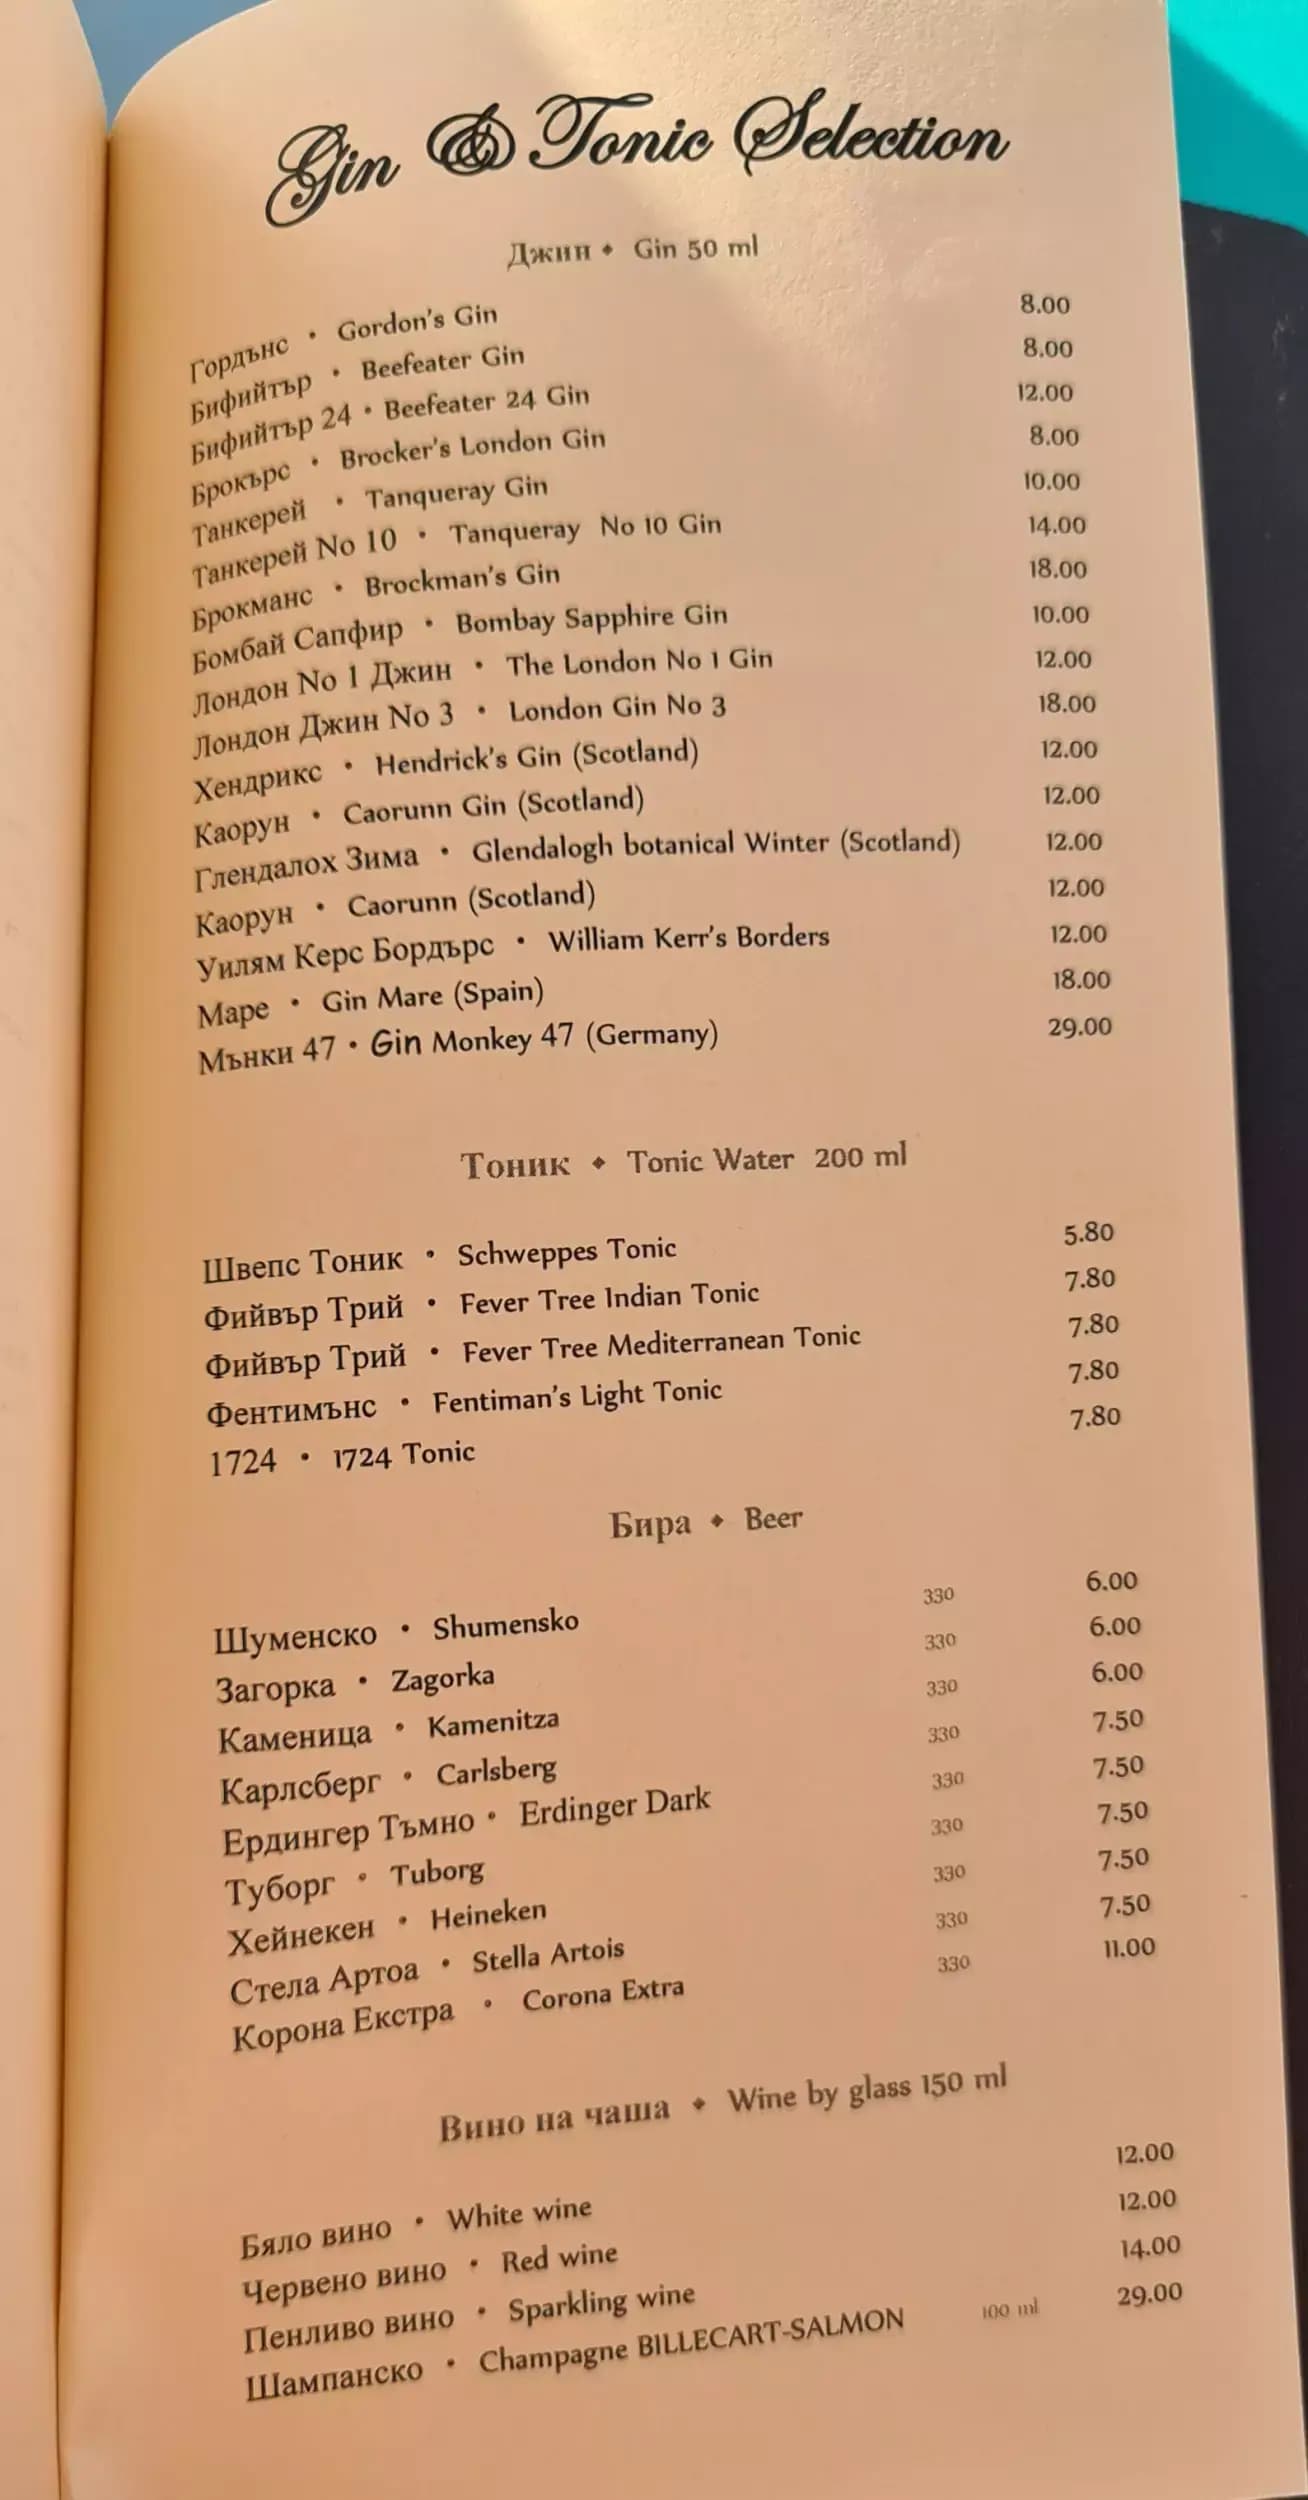 Gin & Tonic Selection
Джин ◆ Gin 50 ml
Гордънс • Gordon's Gin 8.00
Бифийтър • Beefeater Gin 8.00
Бифийтър 24 • Beefeater 24 Gin 12.00
Брокърс • Brocker's London Gin 8.00
Танкерей • Tanqueray Gin 10.00
Танкерей No 10 • Tanqueray No 10 Gin 14.00
Брокманс • Brockman's Gin 18.00
Бомбай Сапфир • Bombay Sapphire Gin 10.00
Лондон No 1 Джин • The London No 1 Gin 12.00
Лондон Джин No 3 • London Gin No 3 18.00
Хендрикс • Hendrick's Gin (Scotland) 12.00
Каорун • Caorunn Gin (Scotland) 12.00
Глендалох Зима • Glendalogh botanical Winter (Scotland) 12.00
Каорун • Caorunn (Scotland) 12.00
Уилям Керс Бордърс • William Kerr's Borders 12.00
Маре • Gin Mare (Spain) 18.00
Мънки 47 • Gin Monkey 47 (Germany) 29.00
Тоник ◆ Tonic Water 200 ml
Швепс Тоник • Schweppes Tonic 5.80
Фийвър Трий • Fever Tree Indian Tonic 7.80
Фийвър Трий • Fever Tree Mediterranean Tonic 7.80
Фентимънс • Fentiman's Light Tonic 7.80
1724 • 1724 Tonic 7.80
Бира ◆ Beer
Шуменско • Shumensko 330 6.00
Загорка • Zagorka 330 6.00
Каменица • Kamenitza 330 6.00
Карлсберг • Carlsberg 330 7.50
Ердингер Тъмно • Erdinger Dark 330 7.50
Туборг • Tuborg 330 7.50
Хейнекен • Heineken 330 7.50
Стела Артоа • Stella Artois 330 7.50
Корона Екстра • Corona Extra 330 11.00
Вино на чаша ◆ Wine by glass 150 ml
Бяло вино • White wine 12.00
Червено вино • Red wine 12.00
Пенливо вино • Sparkling wine 14.00
Шампанско • Champagne BILLECART-SALMON 100 ml 29.00